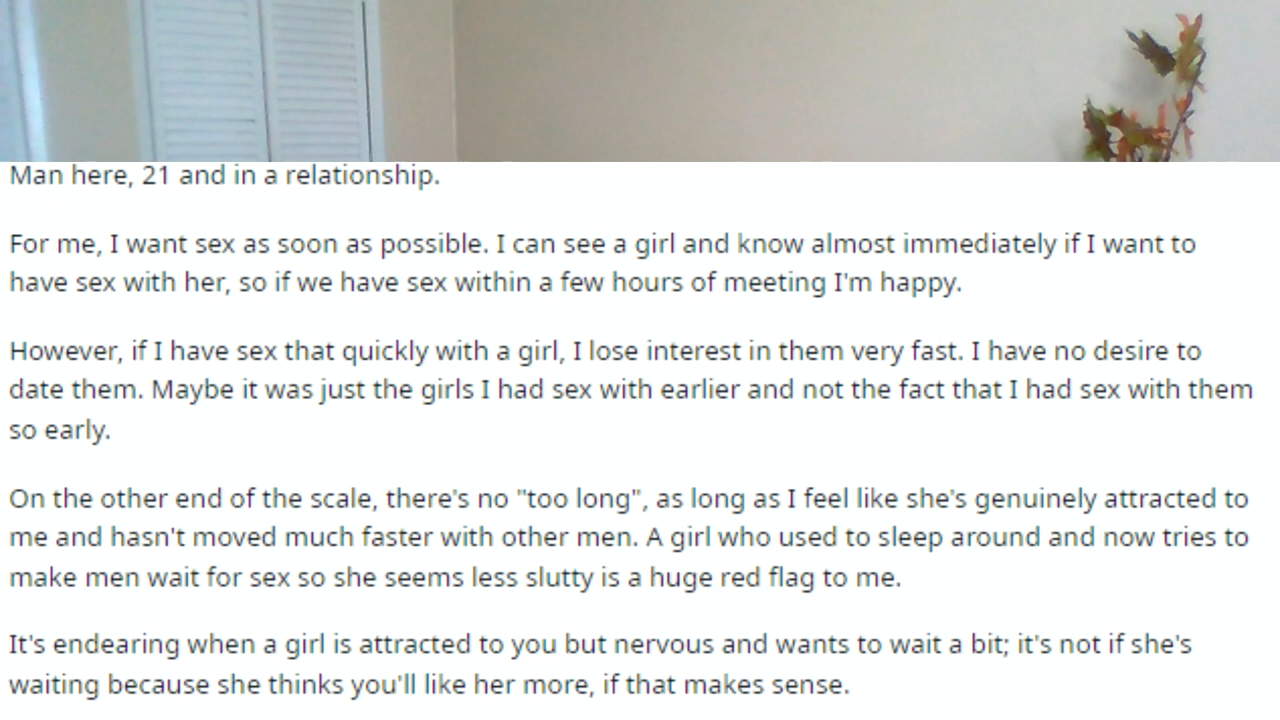 Man here, 21 and in a relationship.
For me, I want sex as soon as possible. I can see a girl and know almost immediately if I want to
have sex with her, so if we have sex within a few hours of meeting I'm happy.
However, if I have sex that quickly with a girl, I lose interest in them very fast. I have no desire to
date them. Maybe it was just the girls I had sex with earlier and not the fact that I had sex with them
so early.
On the other end of the scale, there's no "too long", as long as I feel like she's genuinely attracted to
me and hasn't moved much faster with other men. A girl who used to sleep around and now tries to
make men wait for sex so she seems less slutty is a huge red flag to me.
It's endearing when a girl is attracted to you but nervous and wants to wait a bit; it's not if she's
waiting because she thinks you'll like her more, if that makes sense.